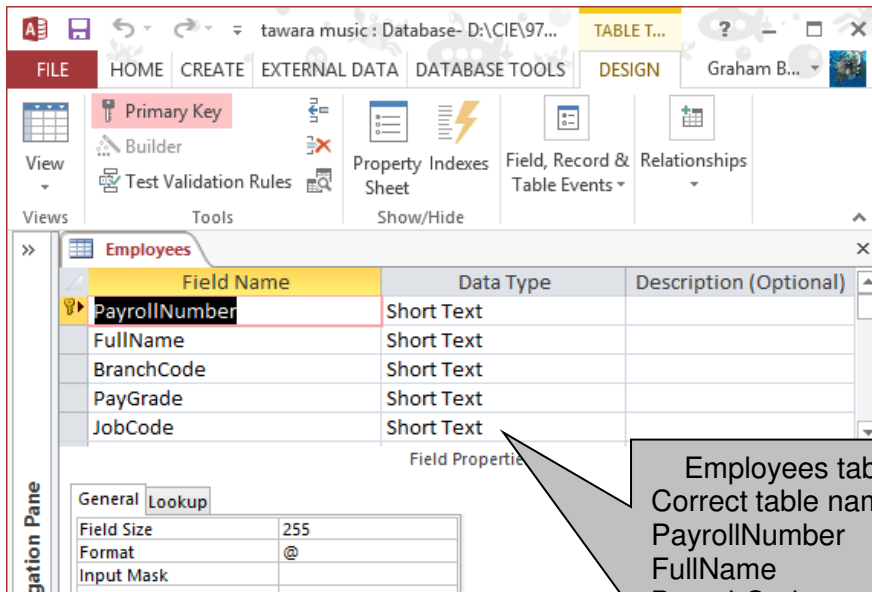 tawara music : Database- D:\CIE\97... TABLE T... ?
FILE HOME CREATE EXTERNAL DATA DATABASE TOOLS DESIGN Graham B...
Primary Key
Builder
Test Validation Rules
View
Property Sheet
Indexes
Field, Record & Table Events
Relationships
Views Tools Show/Hide
Employees
Field Name Data Type Description (Optional)
PayrollNumber Short Text
FullName Short Text
BranchCode Short Text
PayGrade Short Text
JobCode Short Text
Field Propertie
General Lookup
Field Size 255
Format @
Input Mask
gation Pane
Employees tab
Correct table nam
PayrollNumber
FullName